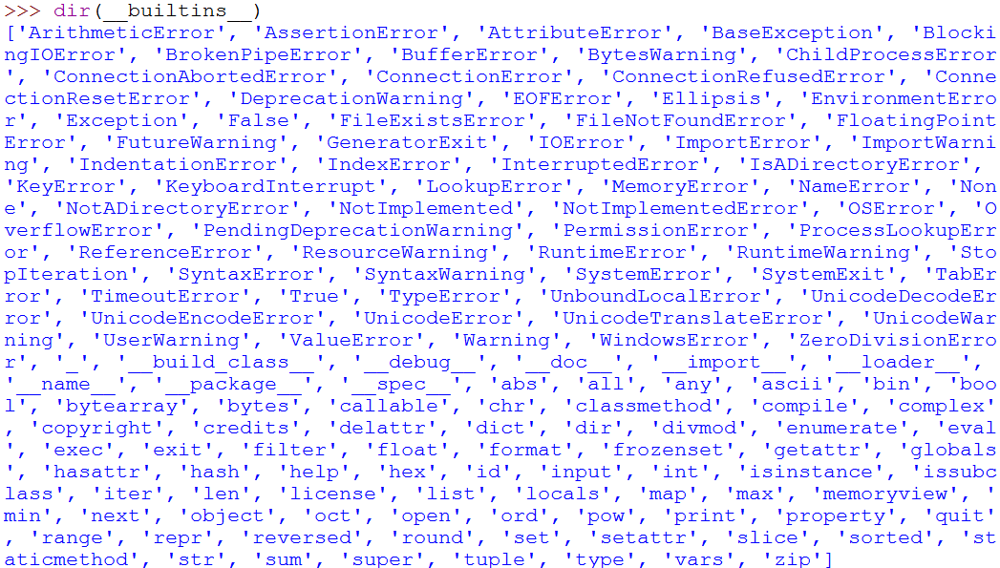 >>> dir(__builtins__)
['ArithmeticError', 'AssertionError', 'AttributeError', 'BaseException', 'Blocki
ngIOError', 'BrokenPipeError', 'BufferError', 'BytesWarning', 'ChildProcessError
', 'ConnectionAbortedError', 'ConnectionError', 'ConnectionRefusedError', 'Conne
ctionResetError', 'DeprecationWarning', 'EOFError', 'Ellipsis', 'EnvironmentErro
r', 'Exception', 'False', 'FileExistsError', 'FileNotFoundError', 'FloatingPoint
Error', 'FutureWarning', 'GeneratorExit', 'IOError', 'ImportError', 'ImportWarni
ng', 'IndentationError', 'IndexError', 'InterruptedError', 'IsADirectoryError',
'KeyError', 'KeyboardInterrupt', 'LookupError', 'MemoryError', 'NameError', 'Non
e', 'NotADirectoryError', 'NotImplemented', 'NotImplementedError', 'OSError', 'O
verflowError', 'PendingDeprecationWarning', 'PermissionError', 'ProcessLookupErr
or', 'ReferenceError', 'ResourceWarning', 'RuntimeError', 'RuntimeWarning', 'Sto
pIteration', 'SyntaxError', 'SyntaxWarning', 'SystemError', 'SystemExit', 'TabEr
ror', 'TimeoutError', 'True', 'TypeError', 'UnboundLocalError', 'UnicodeDecodeEr
ror', 'UnicodeEncodeError', 'UnicodeError', 'UnicodeTranslateError', 'UnicodeWar
ning', 'UserWarning', 'ValueError', 'Warning', 'WindowsError', 'ZeroDivisionErro
r', '_', '__build_class__', '__debug__', '__doc__', '__import__', '__loader__',
'__name__', '__package__', '__spec__', 'abs', 'all', 'any', 'ascii', 'bin', 'boo
l', 'bytearray', 'bytes', 'callable', 'chr', 'classmethod', 'compile', 'complex'
, 'copyright', 'credits', 'delattr', 'dict', 'dir', 'divmod', 'enumerate', 'eval
', 'exec', 'exit', 'filter', 'float', 'format', 'frozenset', 'getattr', 'globals
', 'hasattr', 'hash', 'help', 'hex', 'id', 'input', 'int', 'isinstance', 'issubc
lass', 'iter', 'len', 'license', 'list', 'locals', 'map', 'max', 'memoryview', '
min', 'next', 'object', 'oct', 'open', 'ord', 'pow', 'print', 'property', 'quit'
, 'range', 'repr', 'reversed', 'round', 'set', 'setattr', 'slice', 'sorted', 'st
aticmethod', 'str', 'sum', 'super', 'tuple', 'type', 'vars', 'zip']